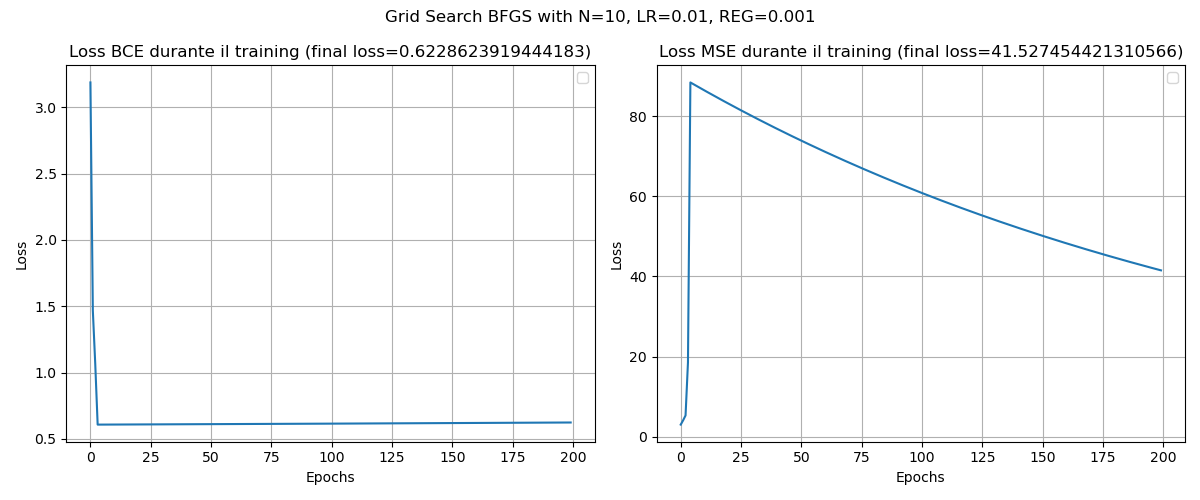 Grid Search BFGS with N=10, LR=0.01, REG=0.001
Loss BCE durante il training (final loss=0.6228623919444183)
3.0
2.5
2.0
1.5
1.0
0.5
Loss
0 25 50 75 100 125 150 175 200
Epochs
Loss MSE durante il training (final loss=41.527454421310566)
80
60
40
20
0
Loss
0 25 50 75 100 125 150 175 200
Epochs